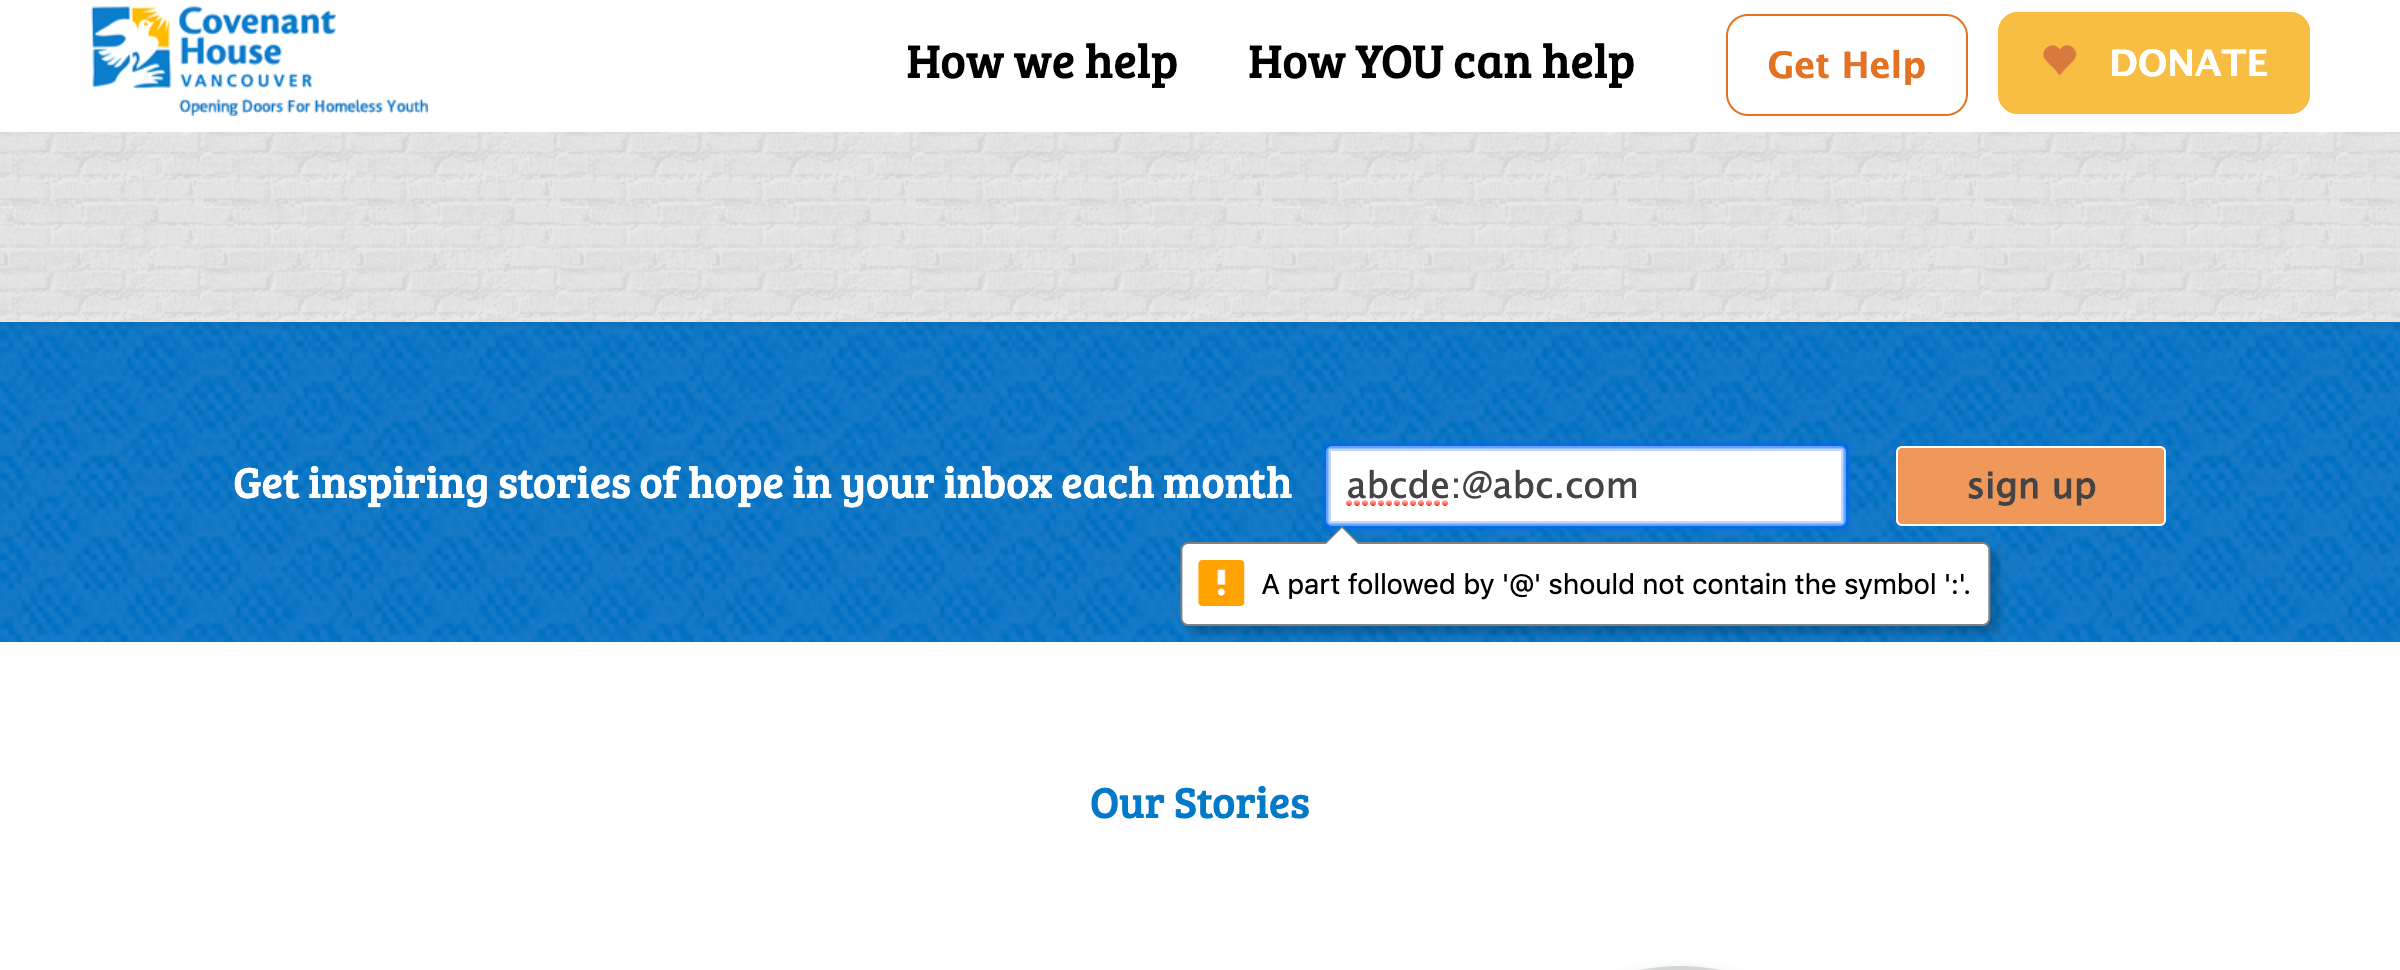 Covenant
House
VANCOUVER
Opening Doors For Homeless Youth
How we help
How YOU can help
Get Help
DONATE
Get inspiring stories of hope in your inbox each month
abcde:@abc.com
sign up
A part followed by '@' should not contain the symbol ':'.
Our Stories